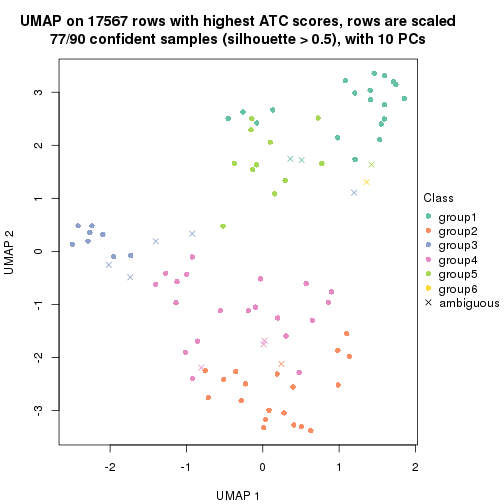 UMAP on 17567 rows with highest ATC scores, rows are scaled
77/90 confident samples (silhouette > 0.5), with 10 PCs
3
2
1
0
-1
-2
-3
UMAP 2
-2
-1
0
1
2
UMAP 1
Class
group1
group2
group3
group4
group5
group6
ambiguous